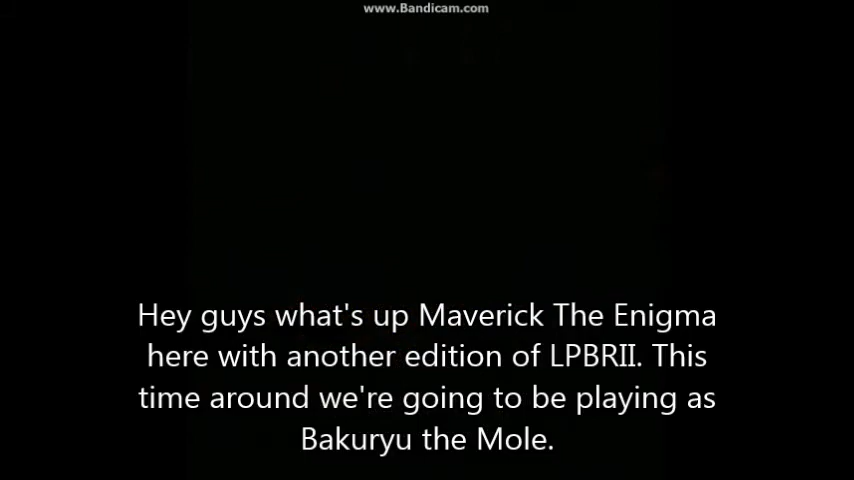 www.Bandicam.com
Hey guys what's up Maverick The Enigma
here with another edition of LPBRII. This
time around we're going to be playing as
Bakuryu the Mole.